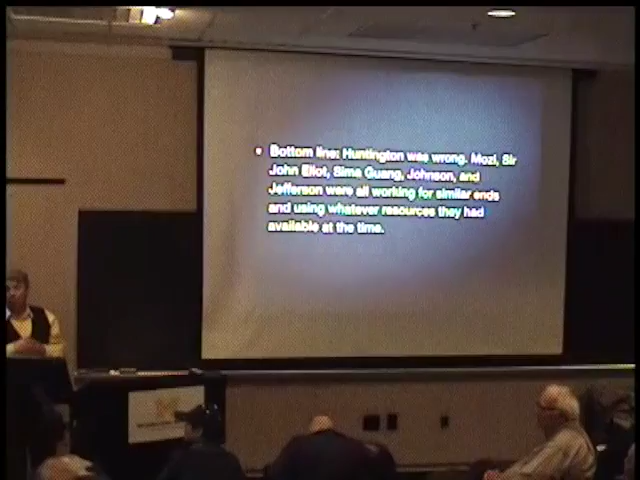 • Bottom line: Huntington was wrong. Mozi, Sir
John Eliot, Sima Guang, Johnson, and
Jefferson were all working for similar ends
and using whatever resources they had
available at the time.